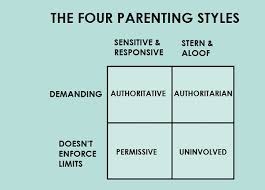 THE FOUR PARENTING STYLES
SENSITIVE & STERN &
RESPONSIVE ALOOF
DEMANDING AUTHORITATIVE AUTHORITARIAN
DOESN'T
ENFORCE PERMISSIVE UNINVOLVED
LIMITS